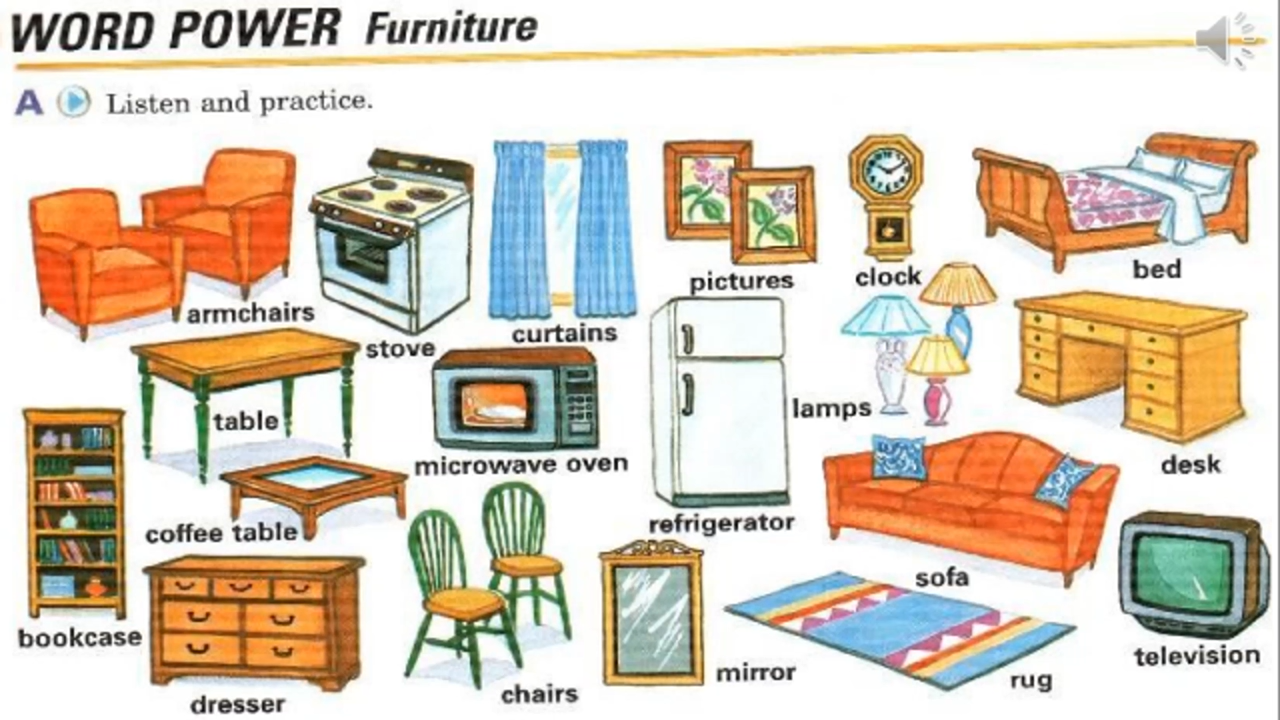 WORD POWER Furniture
A Listen and practice.
armchairs
stove
curtains
pictures
clock
bed
table
microwave oven
refrigerator
lamps
desk
coffee table
sofa
bookcase
dresser
chairs
mirror
rug
television